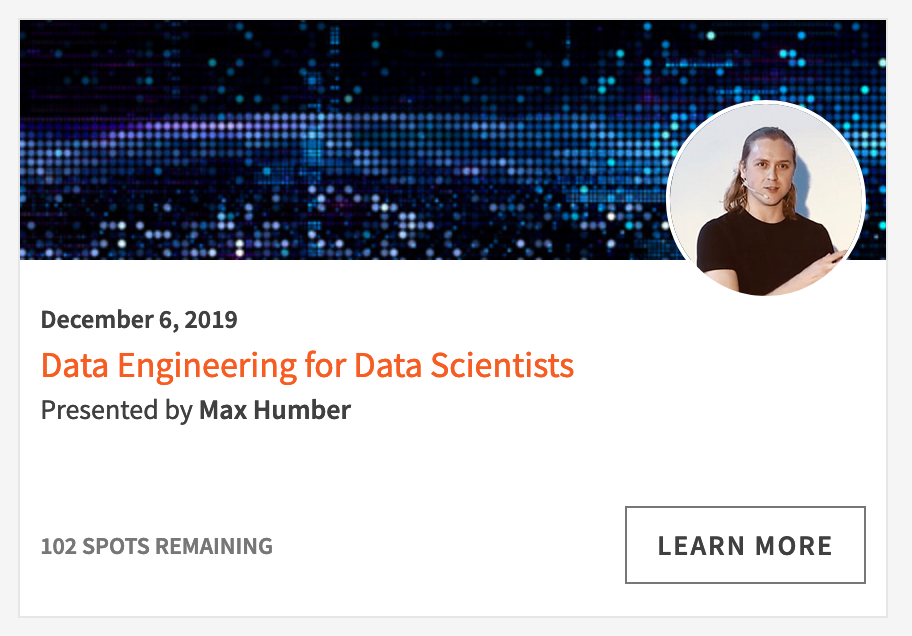 December 6, 2019
Data Engineering for Data Scientists
Presented by Max Humber
102 SPOTS REMAINING
LEARN MORE